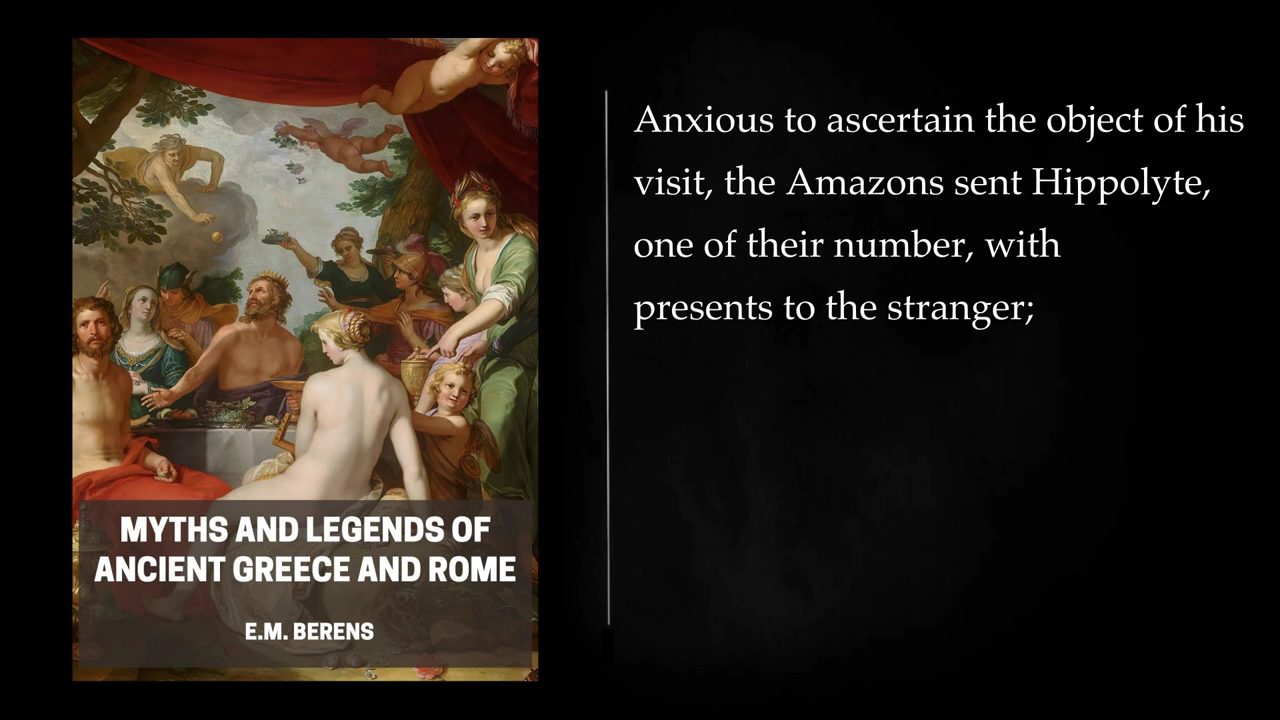 Anxious to ascertain the object of his
visit, the Amazons sent Hippolyte,
one of their number, with
presents to the stranger;
MYTHS AND LEGENDS OF
ANCIENT GREECE AND ROME
E.M. BERENS